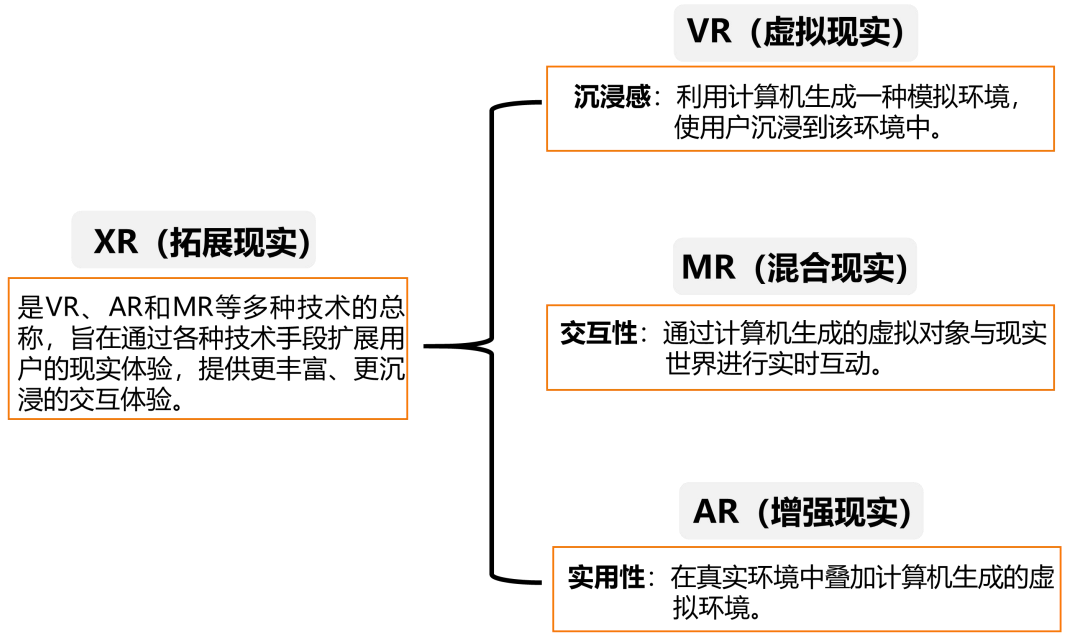 VR（虚拟现实）
沉浸感：利用计算机生成一种模拟环境，
使用户沉浸到该环境中。
XR（拓展现实）
是VR、AR和MR等多种技术的总
称，旨在通过各种技术手段扩展用
户的现实体验，提供更丰富、更沉
浸的交互体验。
MR（混合现实）
交互性：通过计算机生成的虚拟对象与现实
世界进行实时互动。
AR（增强现实）
实用性：在真实环境中叠加计算机生成的虚
拟环境。